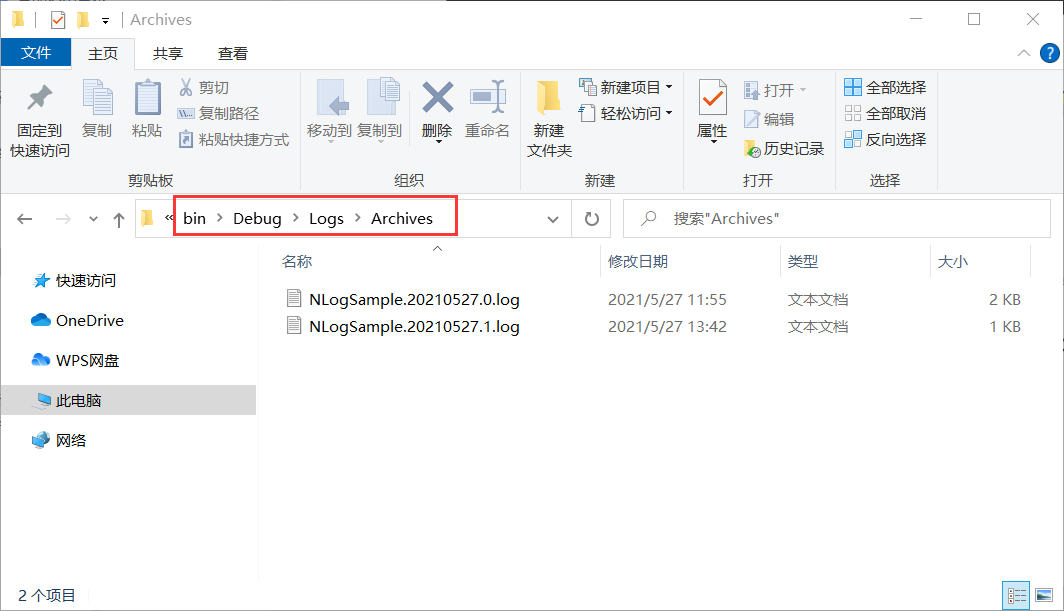 Archives
文件 主页 共享 查看
固定到
快速访问
复制
粘贴
剪切
复制路径
粘贴快捷方式
剪贴板
移动到
复制到
删除
重命名
组织
新建
文件夹
新建项目
轻松访问
新建
属性
打开
编辑
历史记录
打开
全部选择
全部取消
反向选择
选择
« bin > Debug > Logs > Archives
搜索"Archives"
名称 修改日期 类型 大小
NLogSample.20210527.0.log 2021/5/27 11:55 文本文档 2 KB
NLogSample.20210527.1.log 2021/5/27 13:42 文本文档 1 KB
快速访问
OneDrive
WPS网盘
此电脑
网络
2 个项目